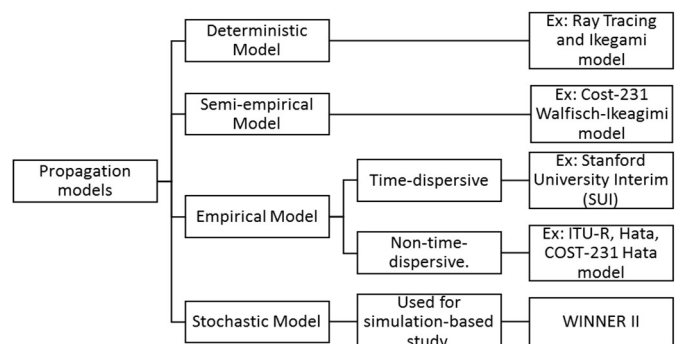 Propagation
models
Deterministic
Model
Ex: Ray Tracing
and Ikegami
model
Semi-empirical
Model
Ex: Cost-231
Walfisch-Ikeagimi
model
Empirical Model
Time-dispersive
Ex: Stanford
University Interim
(SUI)
Non-time-
dispersive.
Ex: ITU-R, Hata,
COST-231 Hata
model
Stochastic Model
Used for
simulation-based
study
WINNER II